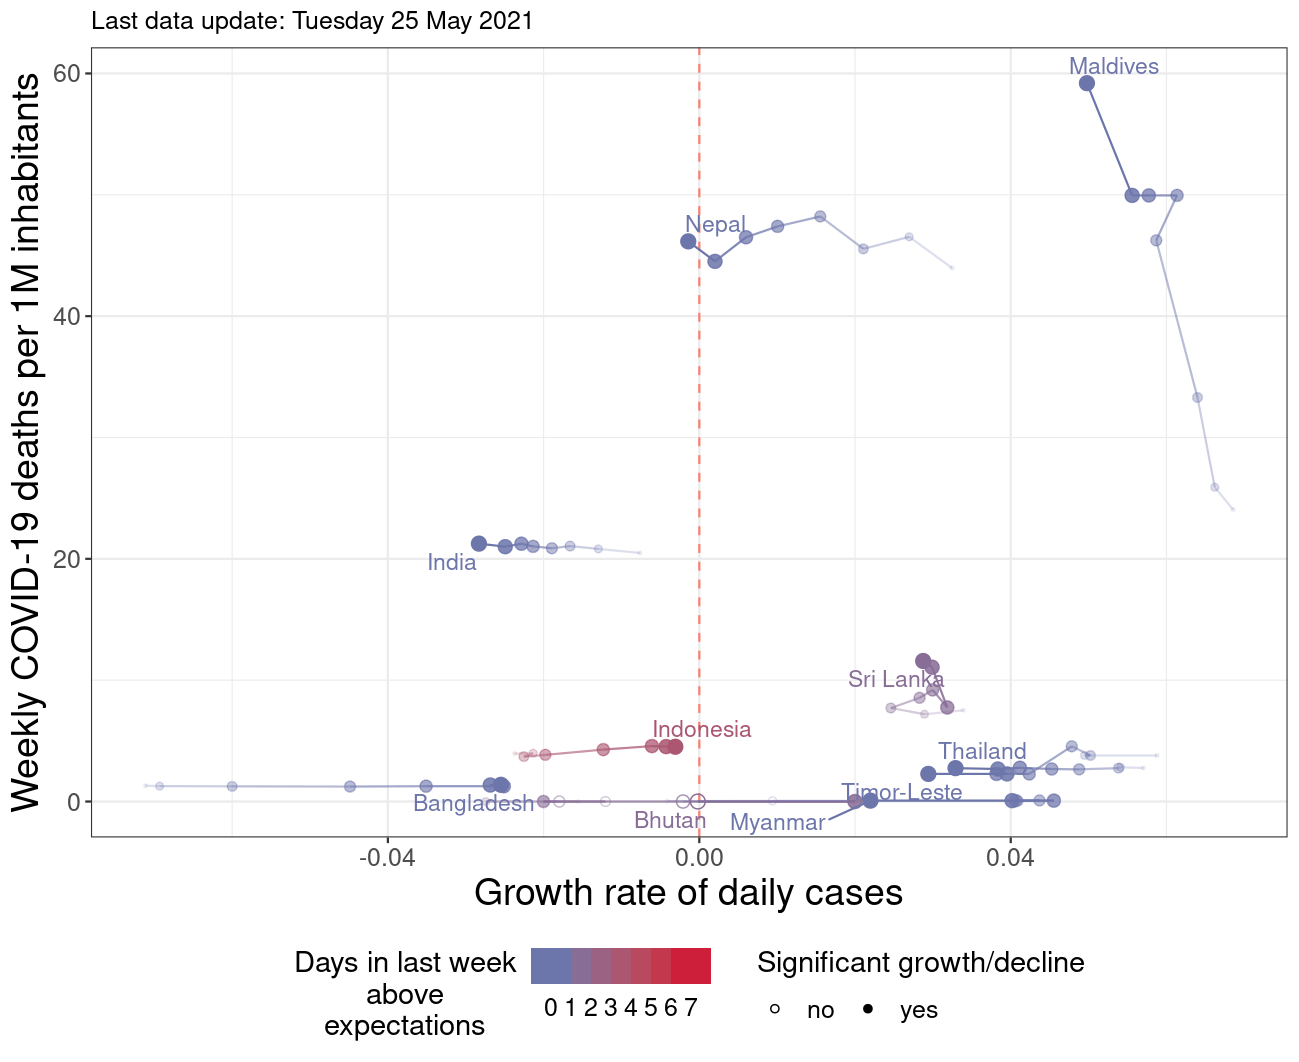 Last data update: Tuesday 25 May 2021
Weekly COVID-19 deaths per 1M inhabitants
60
40
20
0
Maldives
Nepal
India
Sri Lanka
Indonesia
Thailand
Timor-Leste
Bangladesh
Bhutan
Myanmar
-0.04
0.00
0.04
Growth rate of daily cases
Days in last week
above
expectations
0 1 2 3 4 5 6 7
Significant growth/decline
no
yes